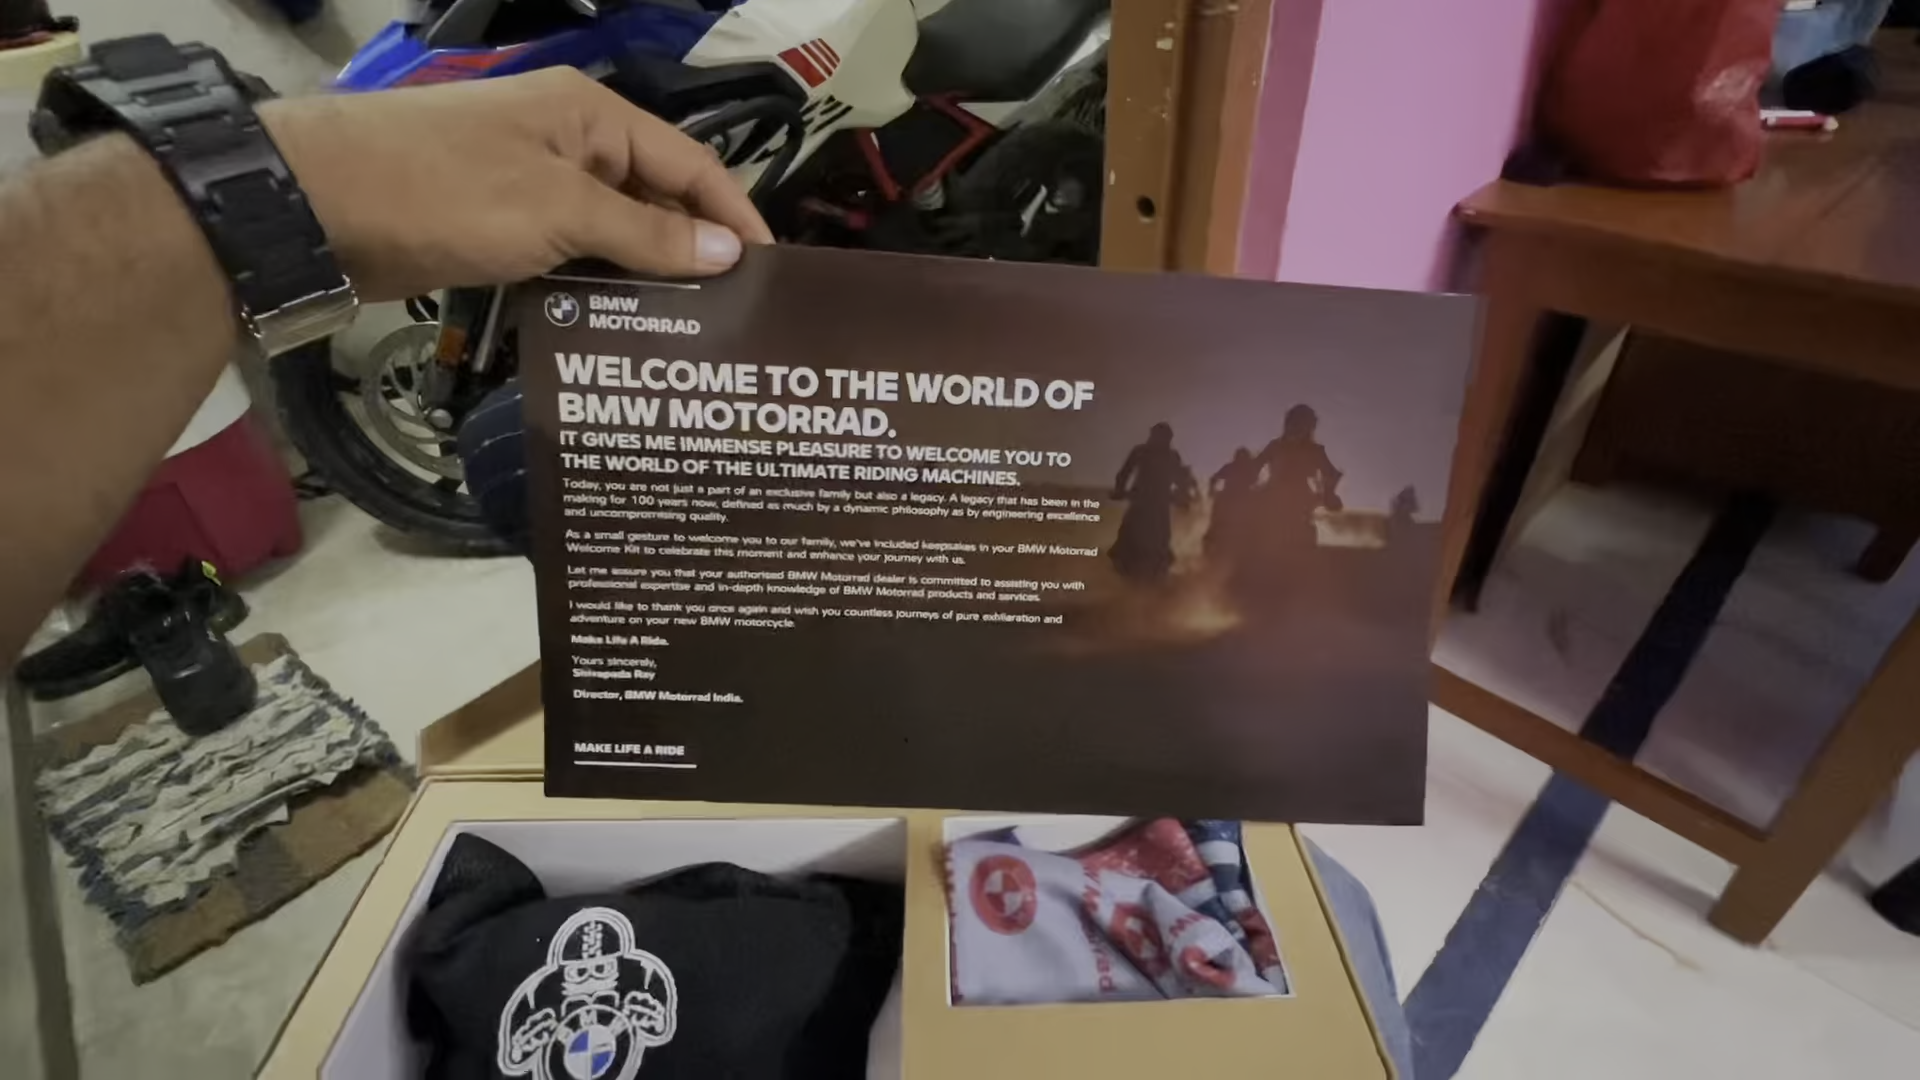 BMW
MOTORRAD
WELCOME TO THE WORLD OF
BMW MOTORRAD.
IT GIVES ME IMMENSE PLEASURE TO WELCOME YOU TO
THE WORLD OF THE ULTIMATE RIDING MACHINES.
Today, you are not just a part of an exclusive family but also a legacy. A legacy that has been in the
making for 100 years now, defined as much by a dynamic philosophy as by engineering excellence
and uncompromising quality.
As a small gesture to welcome you to our family, we've included keepsakes in your BMW Motorrad
Welcome Kit to celebrate this moment and enhance your journey with us.
Let me assure you that your authorised BMW Motorrad dealer is committed to assisting you with
professional expertise and in-depth knowledge of BMW Motorrad products and services.
I would like to thank you once again and wish you countless journeys of pure exhilaration and
adventure on your new BMW motorcycle.
Make Life A Ride.
Yours sincerely,
Shivapada Ray
Director, BMW Motorrad India.
MAKE LIFE A RIDE
BMW